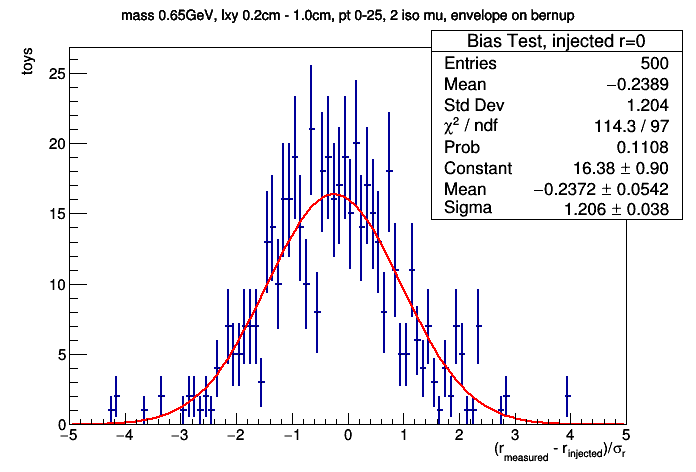 mass 0.65GeV, lxy 0.2cm - 1.0cm, pt 0-25, 2 iso mu, envelope on bernup
Bias Test, injected r=0
Entries 500
Mean −0.2389
Std Dev 1.204
χ² / ndf 114.3 / 97
Prob 0.1108
Constant 16.38 ± 0.90
Mean −0.2372 ± 0.0542
Sigma 1.206 ± 0.038
toys
25
20
15
10
5
0
−5 −4 −3 −2 −1 0 1 2 3 4 5
(r_measured - r_injected)/σ_r